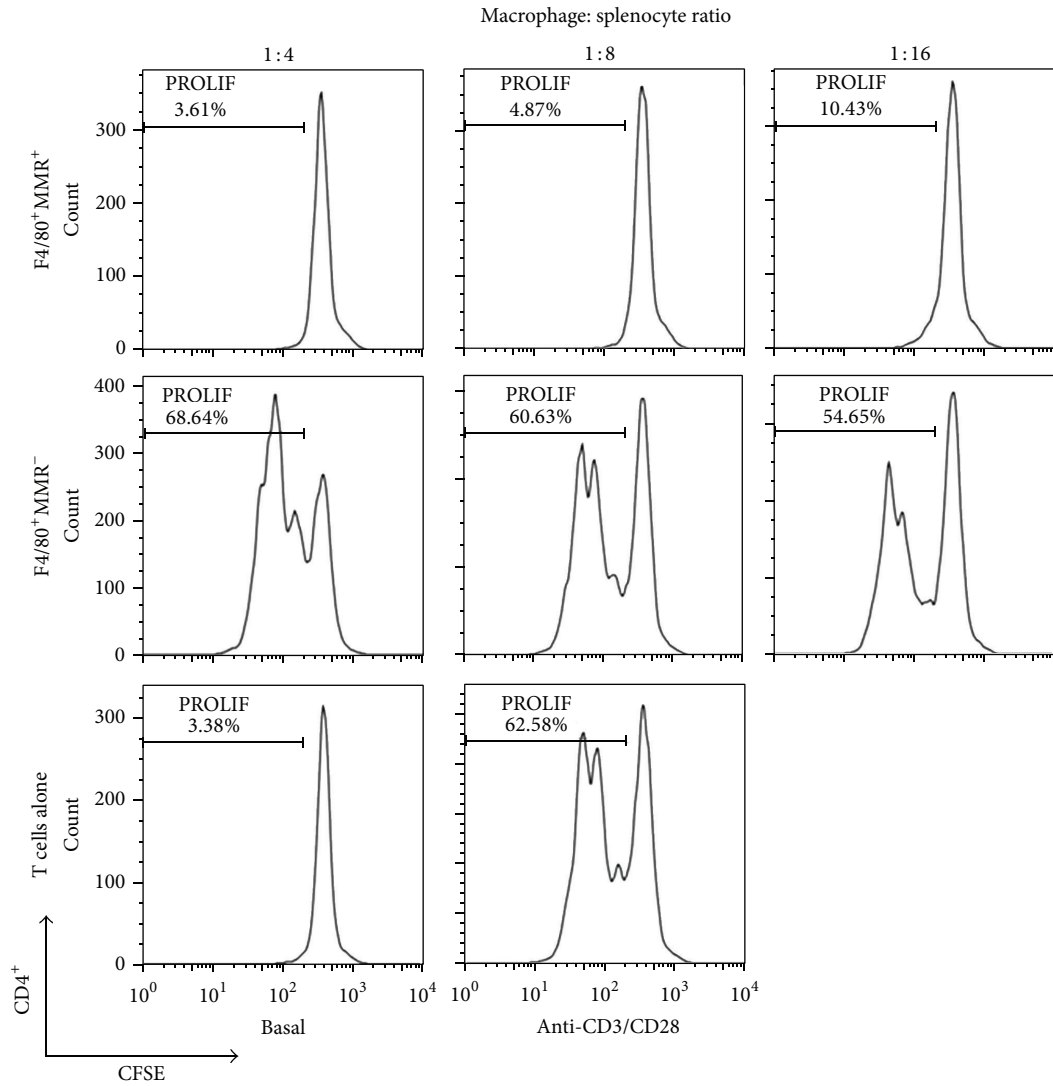 Macrophage: splenocyte ratio
1 : 4
1 : 8
1 : 16
F4/80⁺MMR⁺
Count
300
200
100
0
PROLIF
3.61%
PROLIF
4.87%
PROLIF
10.43%
F4/80⁺MMR⁻
Count
400
300
200
100
0
PROLIF
68.64%
PROLIF
60.63%
PROLIF
54.65%
T cells alone
Count
300
200
100
0
PROLIF
3.38%
PROLIF
62.58%
10⁰ 10¹ 10² 10³ 10⁴
10⁰ 10¹ 10² 10³ 10⁴
Basal
Anti-CD3/CD28
CD4⁺
CFSE